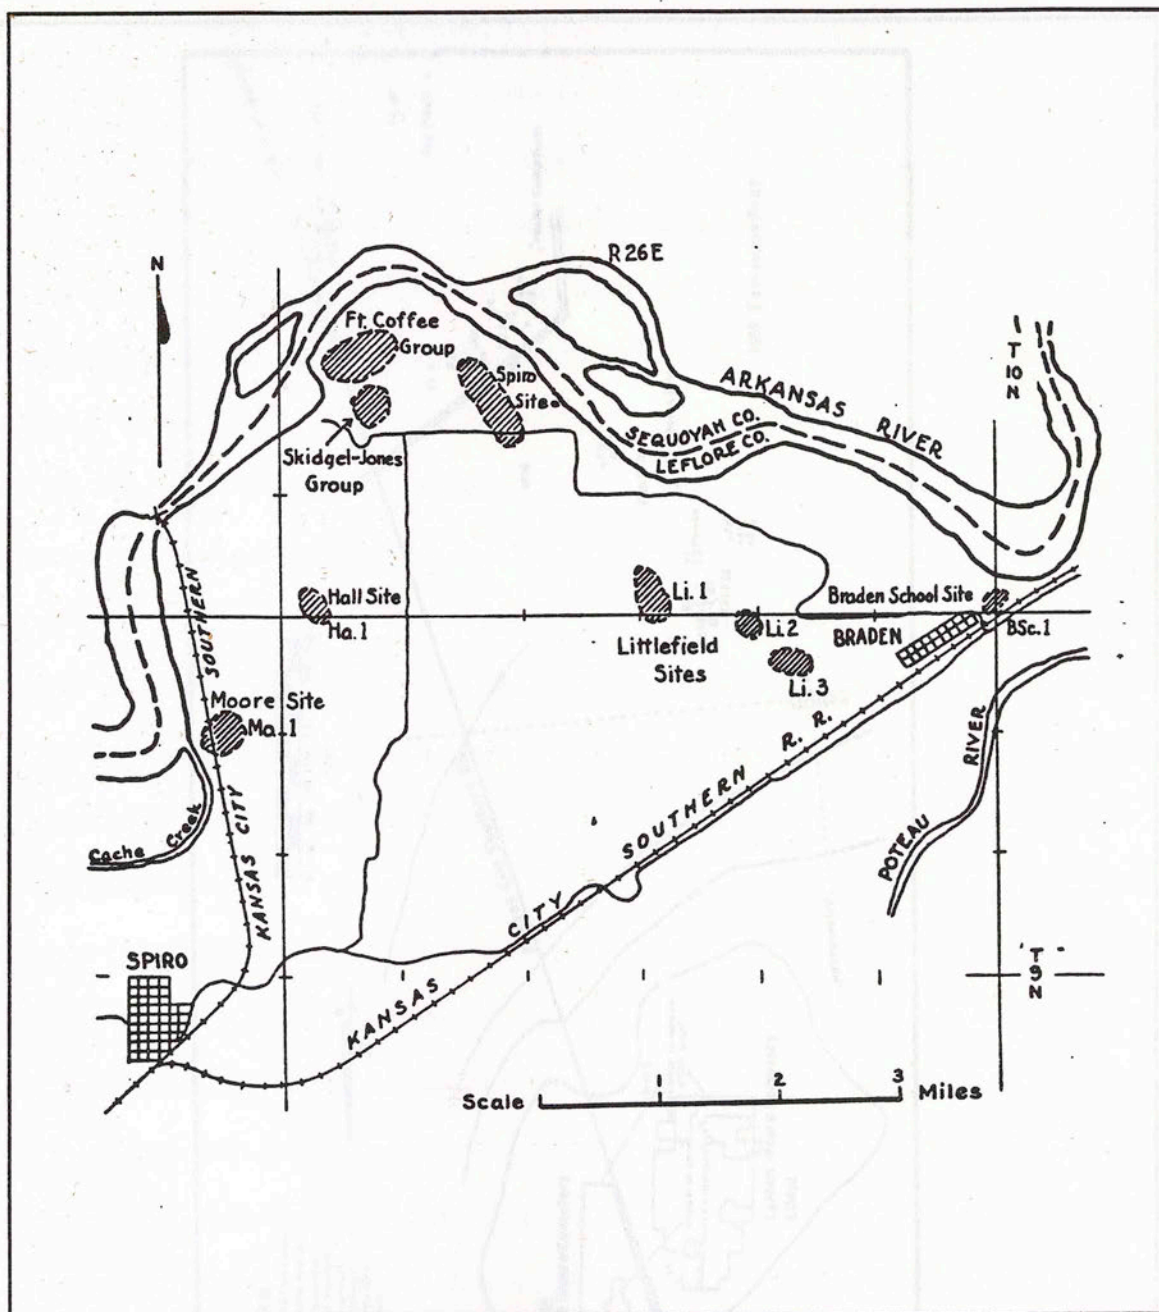 N
R 26 E
Ft. Coffee
Group
Spiro
Site
ARKANSAS
RIVER
T
10
N
SEQUOYAH CO.
LEFLORE CO.
Skidgel-Jones
Group
SOUTHERN
Hall Site
Ha. 1
Li. 1
Littlefield
Sites
Li. 2
Li. 3
Braden School Site
BRADEN
BSc. 1
Moore Site
Mo. 1
RIVER
POTEAU
R. R.
SOUTHERN
CITY
KANSAS
Cache Creek
CITY
KANSAS
SPIRO
T
9
N
Scale
1
2
3
Miles